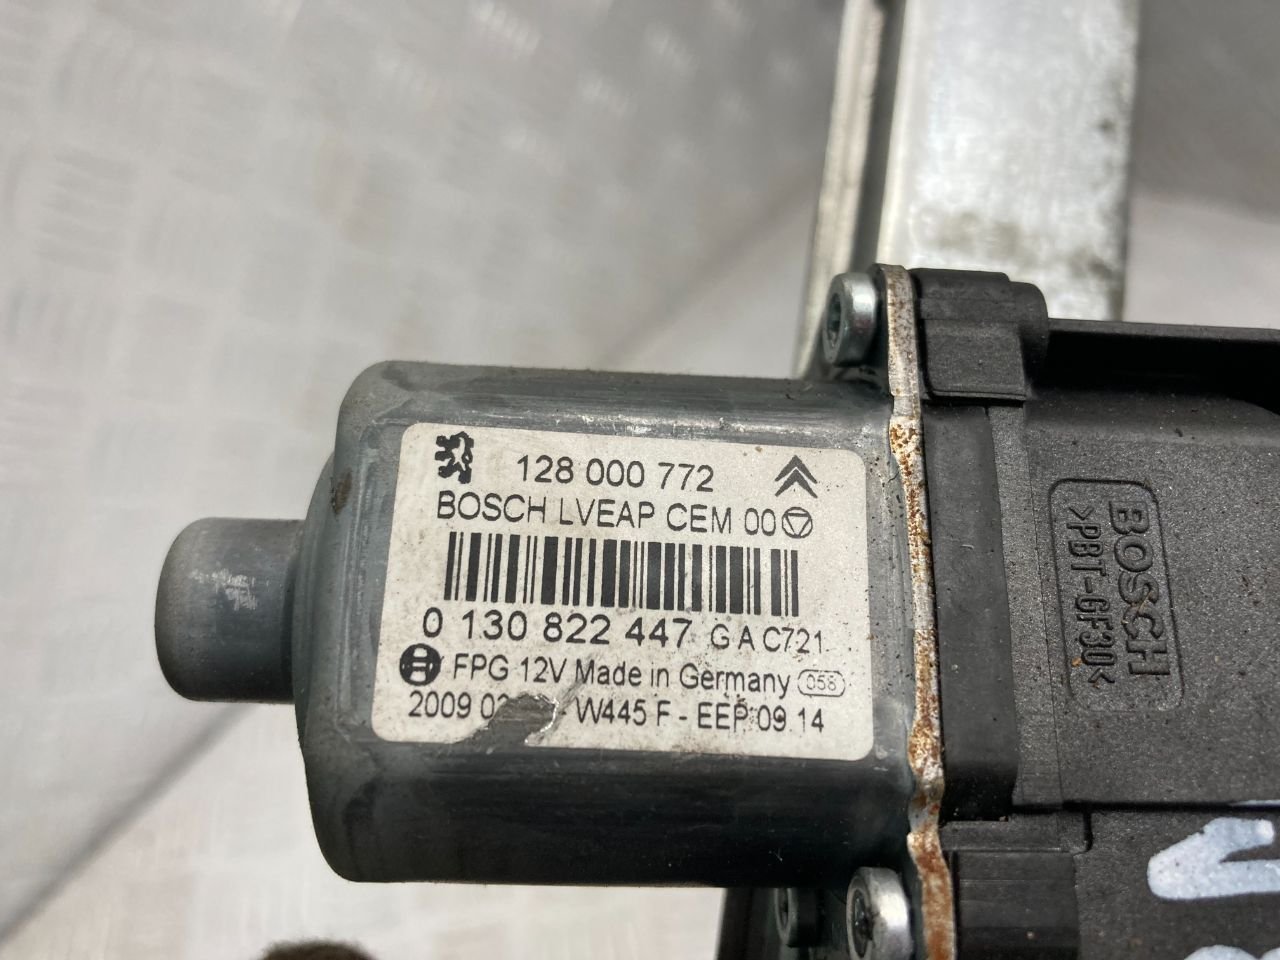 128 000 772
BOSCH LVEAP CEM 00
0 130 822 447 G A C721
FPG 12V Made in Germany 058
2009 02 - W445 F - EEP 09.14
BOSCH
>PBT-GF30<